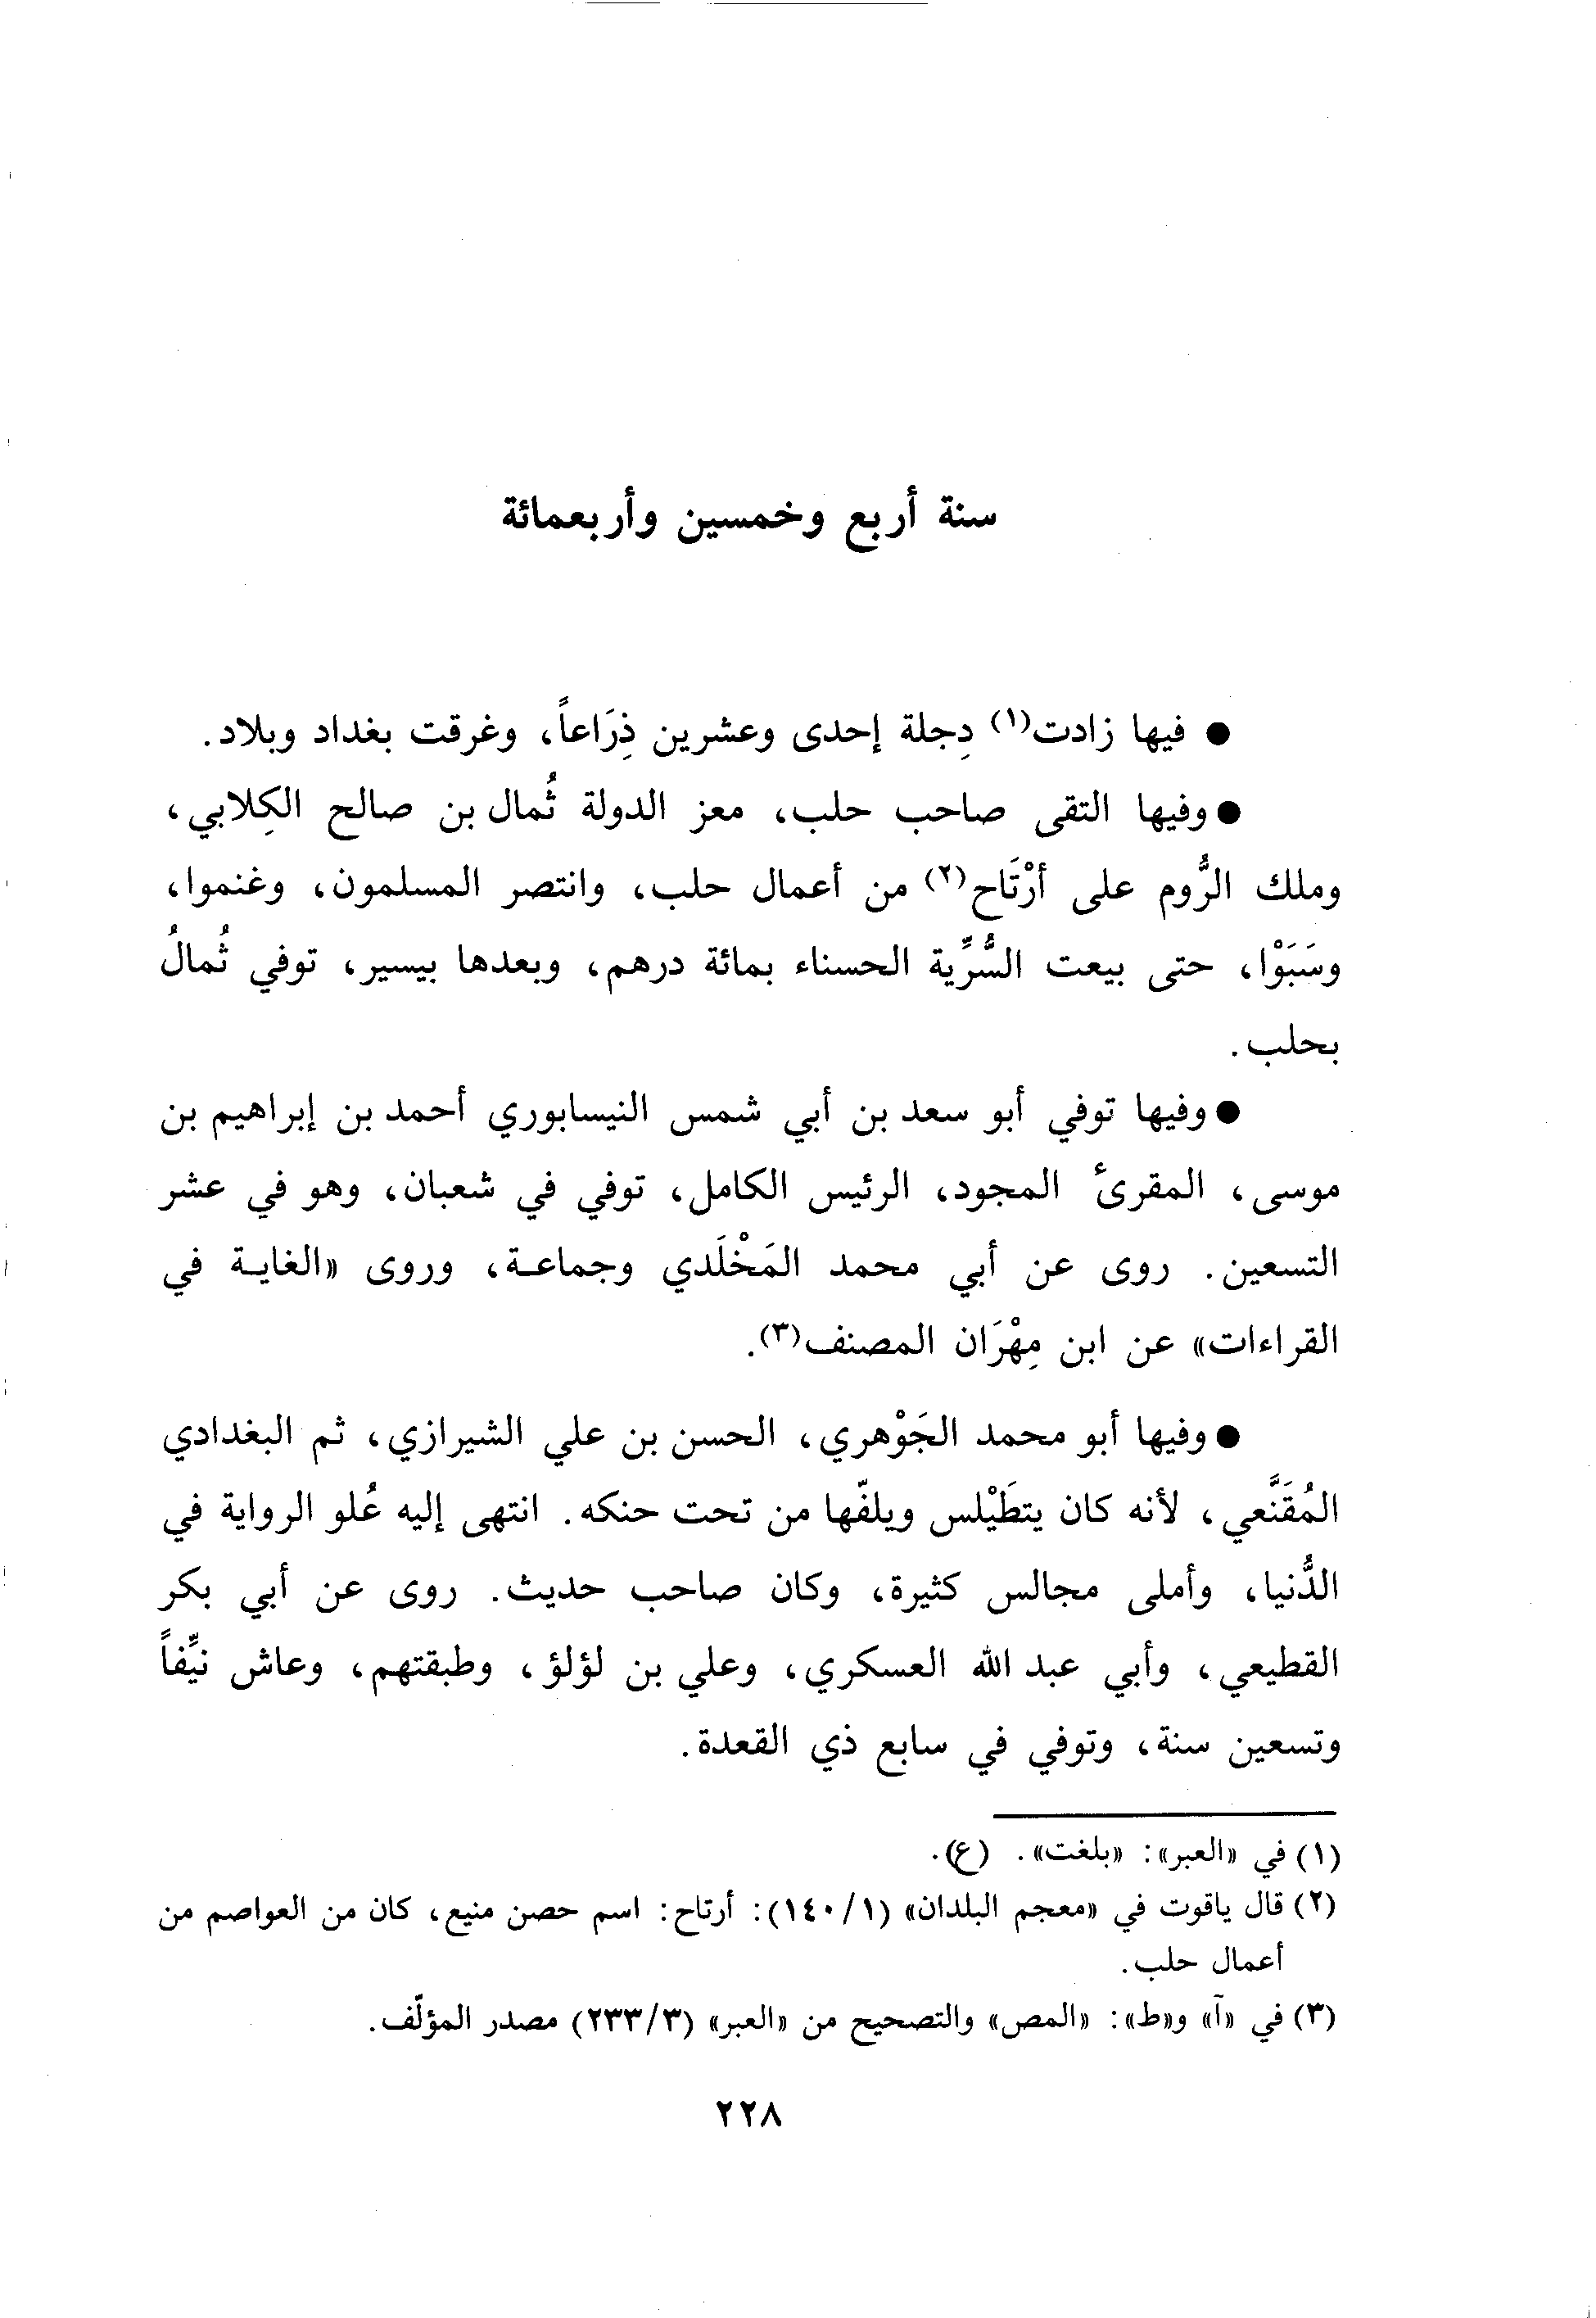 سنة أربع وخمسين وأربعمائة
● فيها زادت(١) دِجلة إحدى وعشرين ذِرَاعاً، وغرقت بغداد وبلاد.
● وفيها التقى صاحب حلب، معز الدولة ثُمال بن صالح الكِلابي،
وملك الرُّوم على أرْتَاح(٢) من أعمال حلب، وانتصر المسلمون، وغنموا،
وسَبَوْا، حتى بيعت السُّرِّية الحسناء بمائة درهم، وبعدها بيسير، توفي ثُمالُ
بحلب.
● وفيها توفي أبو سعد بن أبي شمس النيسابوري أحمد بن إبراهيم بن
موسى، المقرئ المجود، الرئيس الكامل، توفي في شعبان، وهو في عشر
التسعين. روى عن أبي محمد المَخْلَدي وجماعة، وروى «الغاية في
القراءات» عن ابن مِهْرَان المصنف(٣).
● وفيها أبو محمد الجَوْهري، الحسن بن علي الشيرازي، ثم البغدادي
المُقَنَّعي، لأنه كان يتطَيْلس ويلفّها من تحت حنكه. انتهى إليه عُلو الرواية في
الدُّنيا، وأملى مجالس كثيرة، وكان صاحب حديث. روى عن أبي بكر
القطيعي، وأبي عبد الله العسكري، وعلي بن لؤلؤ، وطبقتهم، وعاش نيِّفاً
وتسعين سنة، وتوفي في سابع ذي القعدة.
(١) في «العبر»: «بلغت». (ع).
(٢) قال ياقوت في «معجم البلدان» (١/١٤٠): أرتاح: اسم حصن منيع، كان من العواصم من
أعمال حلب.
(٣) في «آ» و«ط»: «المص» والتصحيح من «العبر» (٣/٢٣٣) مصدر المؤلّف.
٢٢٨